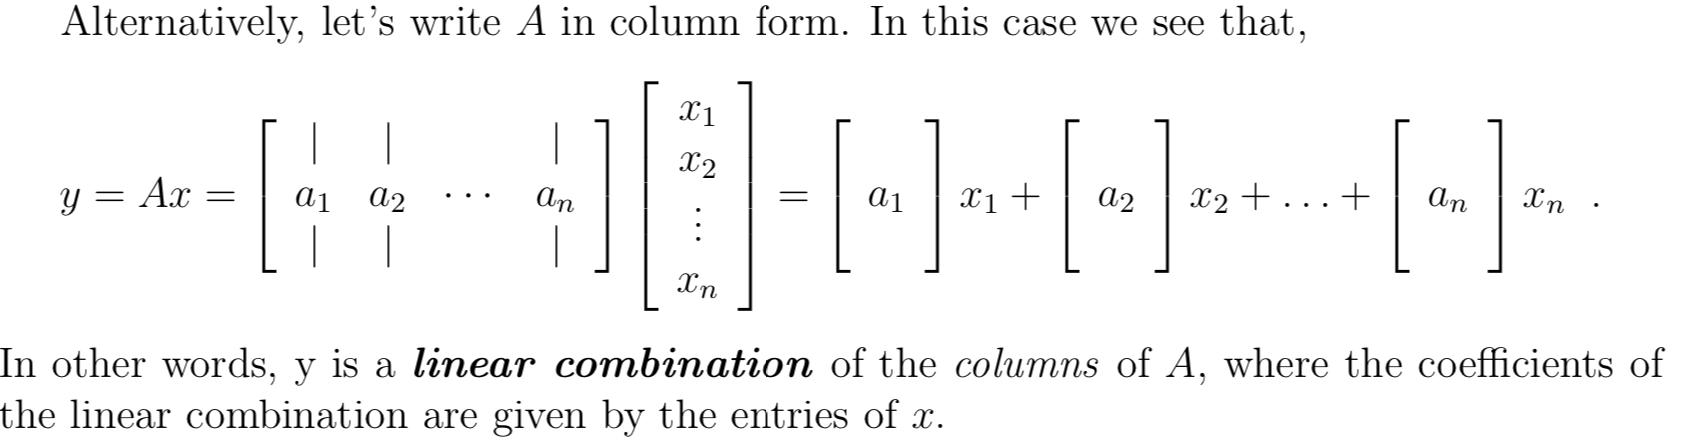 Alternatively, let's write A in column form. In this case we see that,
y = Ax = [ | | | a₁ a₂ ⋯ aₙ | | | ] [ x₁ x₂ ⋮ xₙ ] = [ a₁ ] x₁ + [ a₂ ] x₂ + . . . + [ aₙ ] xₙ .
In other words, y is a linear combination of the columns of A, where the coefficients of
the linear combination are given by the entries of x.